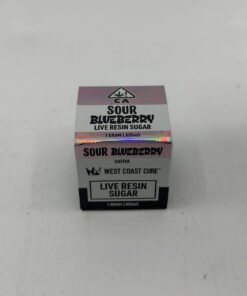 CA
SOUR
BLUEBERRY
LIVE RESIN SUGAR
SOUR BLUEBERRY
SATIVA
WEST COAST CURE
LIVE RESIN
SUGAR